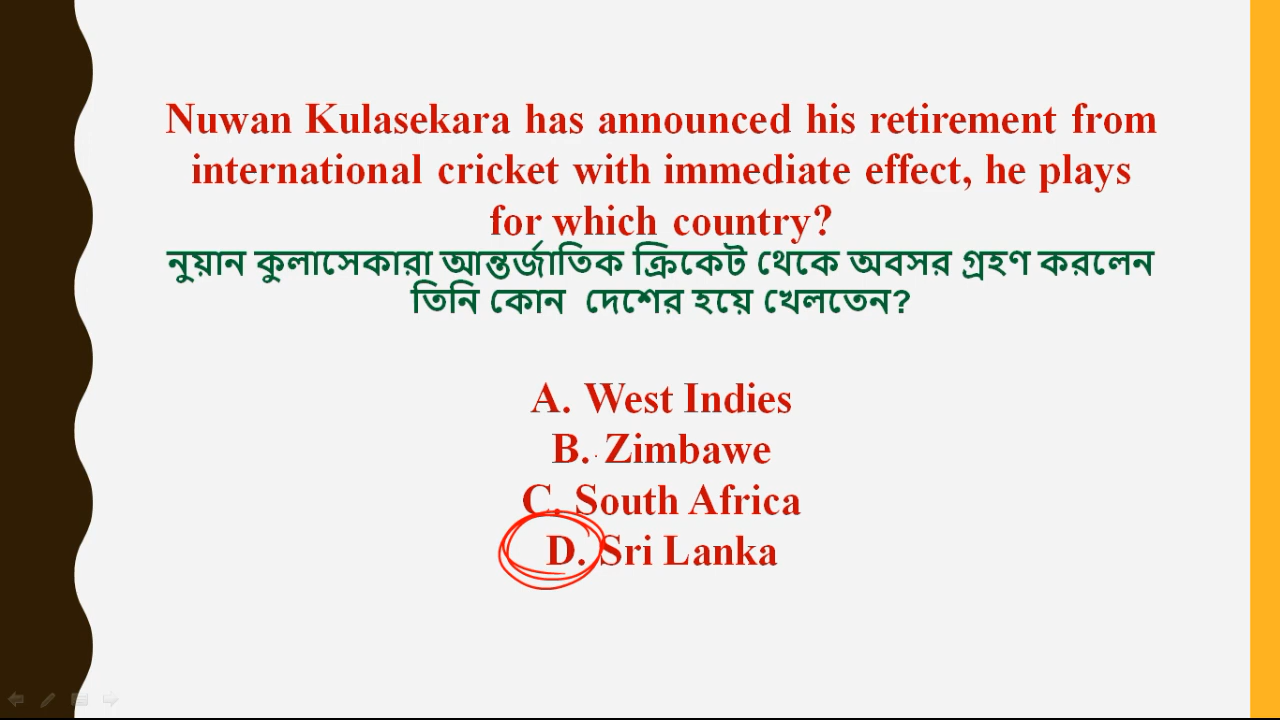 Nuwan Kulasekara has announced his retirement from
international cricket with immediate effect, he plays
for which country?
নুয়ান কুলাসেকারা আন্তর্জাতিক ক্রিকেট থেকে অবসর গ্রহণ করলেন
তিনি কোন দেশের হয়ে খেলতেন?
A. West Indies
B. Zimbawe
C. South Africa
D. Sri Lanka